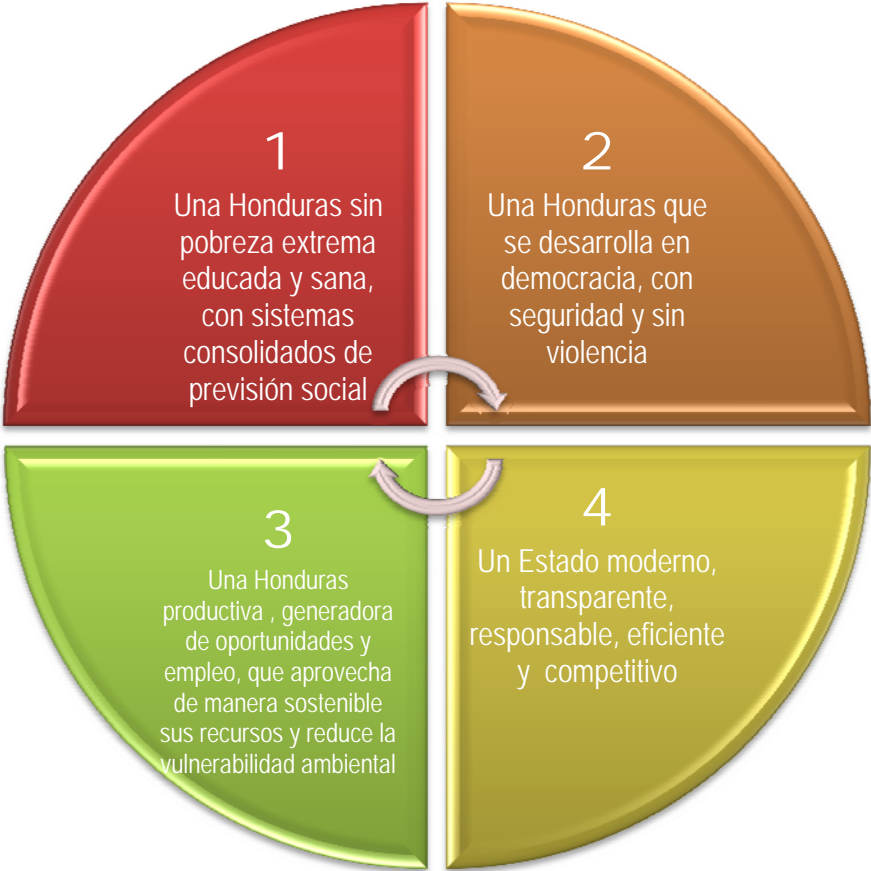 1
Una Honduras sin
pobreza extrema
educada y sana,
con sistemas
consolidados de
previsión social
2
Una Honduras que
se desarrolla en
democracia, con
seguridad y sin
violencia
3
Una Honduras
productiva , generadora
de oportunidades y
empleo, que aprovecha
de manera sostenible
sus recursos y reduce la
vulnerabilidad ambiental
4
Un Estado moderno,
transparente,
responsable, eficiente
y competitivo